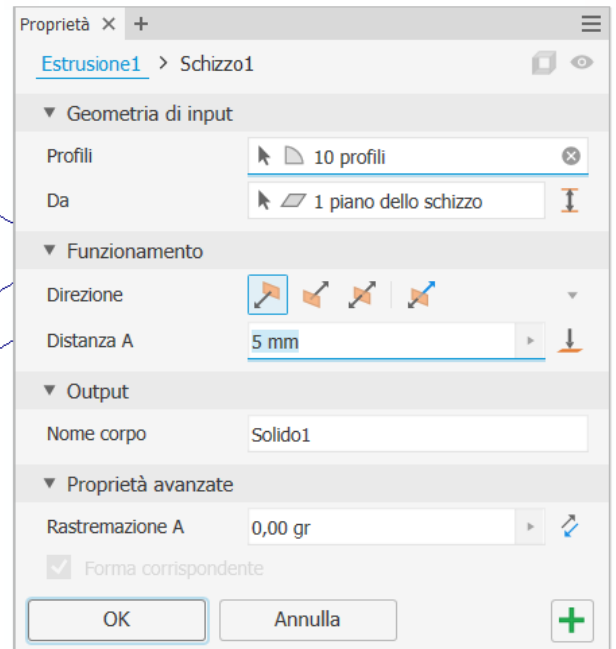 Proprietà × +
Estrusione1 > Schizzo1
Geometria di input
Profili 10 profili
Da 1 piano dello schizzo
Funzionamento
Direzione
Distanza A 5 mm
Output
Nome corpo Solido1
Proprietà avanzate
Rastremazione A 0,00 gr
Forma corrispondente
OK Annulla